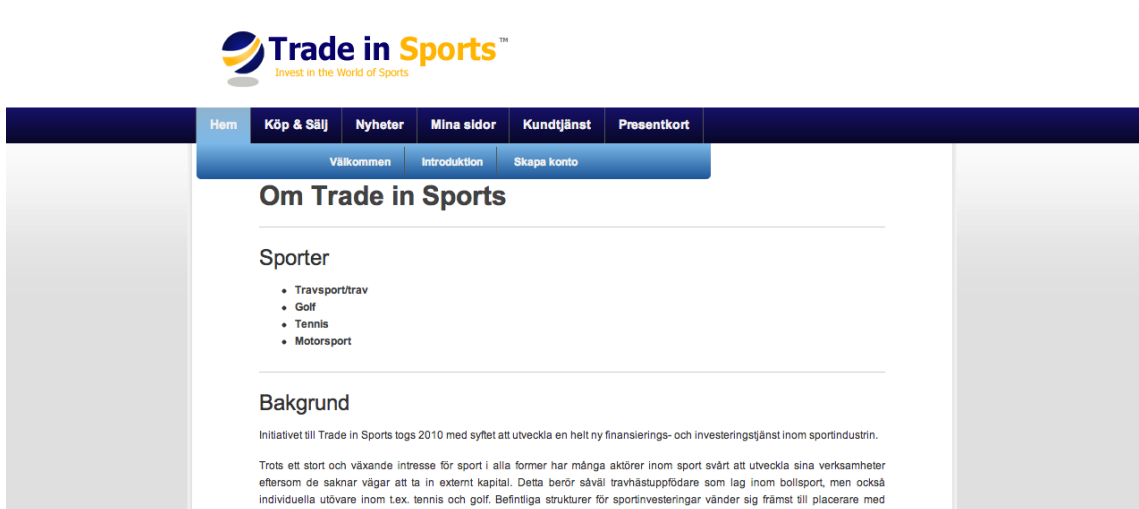 Trade in Sports™
Invest in the World of Sports
Hem Köp & Sälj Nyheter Mina sidor Kundtjänst Presentkort
Välkommen Introduktion Skapa konto
Om Trade in Sports
Sporter
Travsport/trav
Golf
Tennis
Motorsport
Bakgrund
Initiativet till Trade in Sports togs 2010 med syftet att utveckla en helt ny finansierings- och investeringstjänst inom sportindustrin.
Trots ett stort och växande intresse för sport i alla former har många aktörer inom sport svårt att utveckla sina verksamheter
eftersom de saknar vägar att ta in externt kapital. Detta berör såväl travhästuppfödare som lag inom bollsport, men också
individuella utövare inom t.ex. tennis och golf. Befintliga strukturer för sportinvesteringar vänder sig främst till placerare med